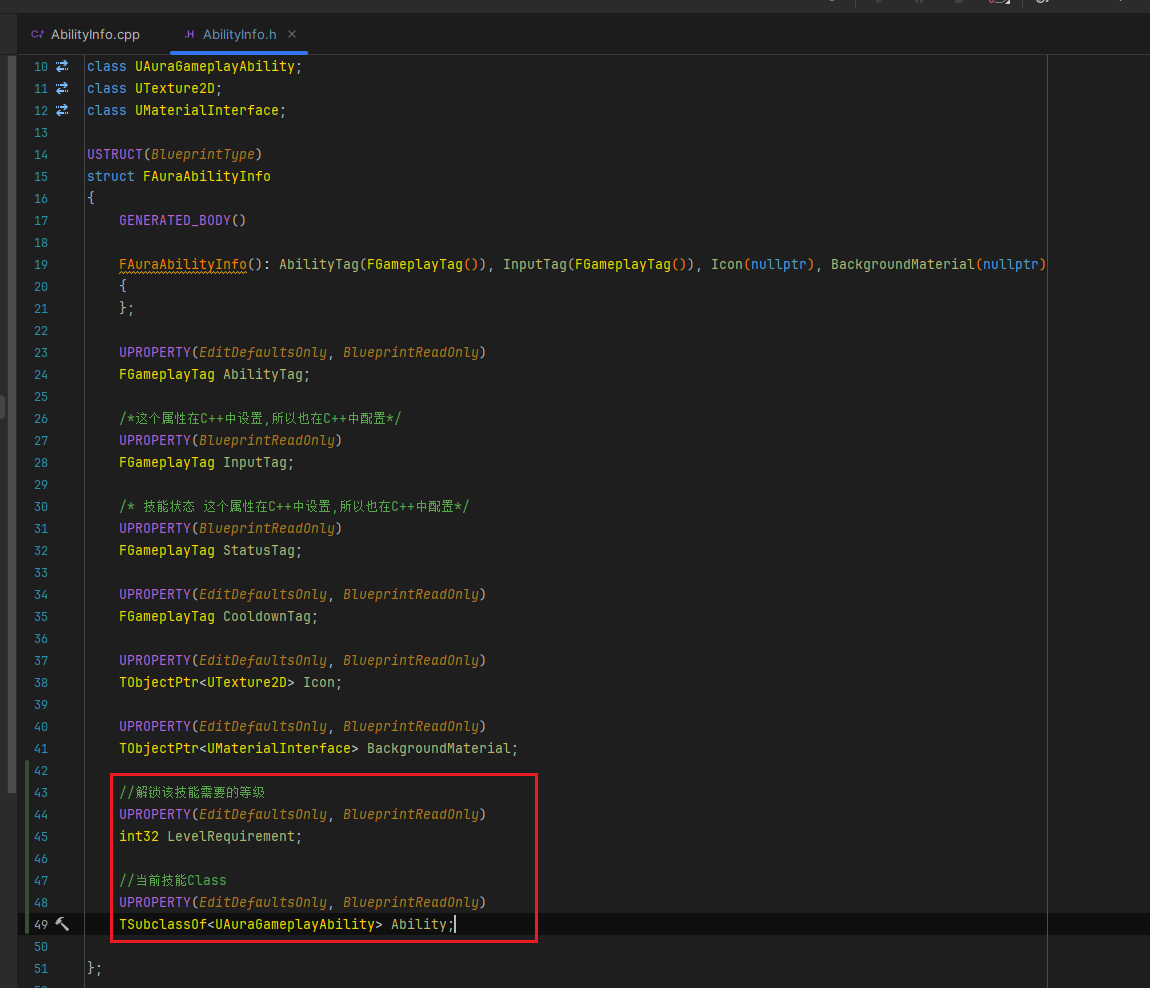 C++ AbilityInfo.cpp .H AbilityInfo.h ×
10 class UAuraGameplayAbility;
11 class UTexture2D;
12 class UMaterialInterface;
13
14 USTRUCT(BlueprintType)
15 struct FAuraAbilityInfo
16 {
17 GENERATED_BODY()
18
19 FAuraAbilityInfo(): AbilityTag(FGameplayTag()), InputTag(FGameplayTag()), Icon(nullptr), BackgroundMaterial(nullptr)
20 {
21 };
22
23 UPROPERTY(EditDefaultsOnly, BlueprintReadOnly)
24 FGameplayTag AbilityTag;
25
26 /*这个属性在C++中设置,所以也在C++中配置*/
27 UPROPERTY(BlueprintReadOnly)
28 FGameplayTag InputTag;
29
30 /* 技能状态 这个属性在C++中设置,所以也在C++中配置*/
31 UPROPERTY(BlueprintReadOnly)
32 FGameplayTag StatusTag;
33
34 UPROPERTY(EditDefaultsOnly, BlueprintReadOnly)
35 FGameplayTag CooldownTag;
36
37 UPROPERTY(EditDefaultsOnly, BlueprintReadOnly)
38 TObjectPtr<UTexture2D> Icon;
39
40 UPROPERTY(EditDefaultsOnly, BlueprintReadOnly)
41 TObjectPtr<UMaterialInterface> BackgroundMaterial;
42
43 //解锁该技能需要的等级
44 UPROPERTY(EditDefaultsOnly, BlueprintReadOnly)
45 int32 LevelRequirement;
46
47 //当前技能Class
48 UPROPERTY(EditDefaultsOnly, BlueprintReadOnly)
49 TSubclassOf<UAuraGameplayAbility> Ability;
50
51 };